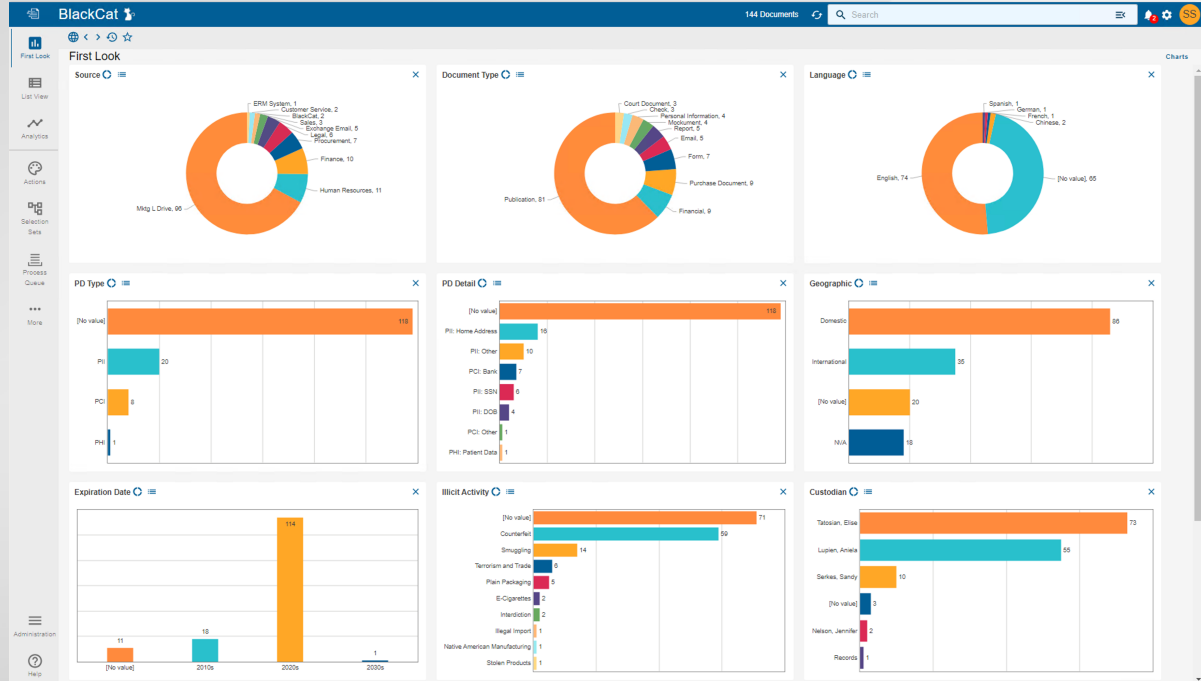 BlackCat
144 Documents
Search
2
SS
First Look
List View
Analytics
Actions
Selection
Sets
Process
Queue
More
Administration
Help
First Look
Charts
Source
ERM System, 1
Customer Service, 2
BlackCat, 2
Sales, 3
Exchange Email, 5
Legal, 6
Procurement, 7
Finance, 10
Human Resources, 11
Mktg L Drive, 96
Document Type
Court Document, 3
Check, 3
Personal Information, 4
Mockument, 4
Report, 5
Email, 5
Form, 7
Purchase Document, 9
Financial, 9
Publication, 81
Language
Spanish, 1
German, 1
French, 1
Chinese, 2
English, 74
[No value], 65
PD Type
[No value] 118
PII 20
PCI 8
PHI 1
PD Detail
[No value] 118
PII: Home Address 16
PII: Other 10
PCI: Bank 7
PII: SSN 6
PII: DOB 4
PCI: Other 1
PHI: Patient Data 1
Geographic
Domestic 86
International 35
[No value] 20
N\A 18
Expiration Date
11
18
114
1
[No value] 2010s 2020s 2030s
Illicit Activity
[No value] 71
Counterfeit 59
Smuggling 14
Terrorism and Trade 6
Plain Packaging 5
E-Cigarettes 2
Interdiction 2
Illegal Import 1
Native American Manufacturing 1
Stolen Products 1
Custodian
Tatosian, Elise 73
Lupien, Aniela 55
Serkes, Sandy 10
[No value] 3
Nelson, Jennifer 2
Records 1